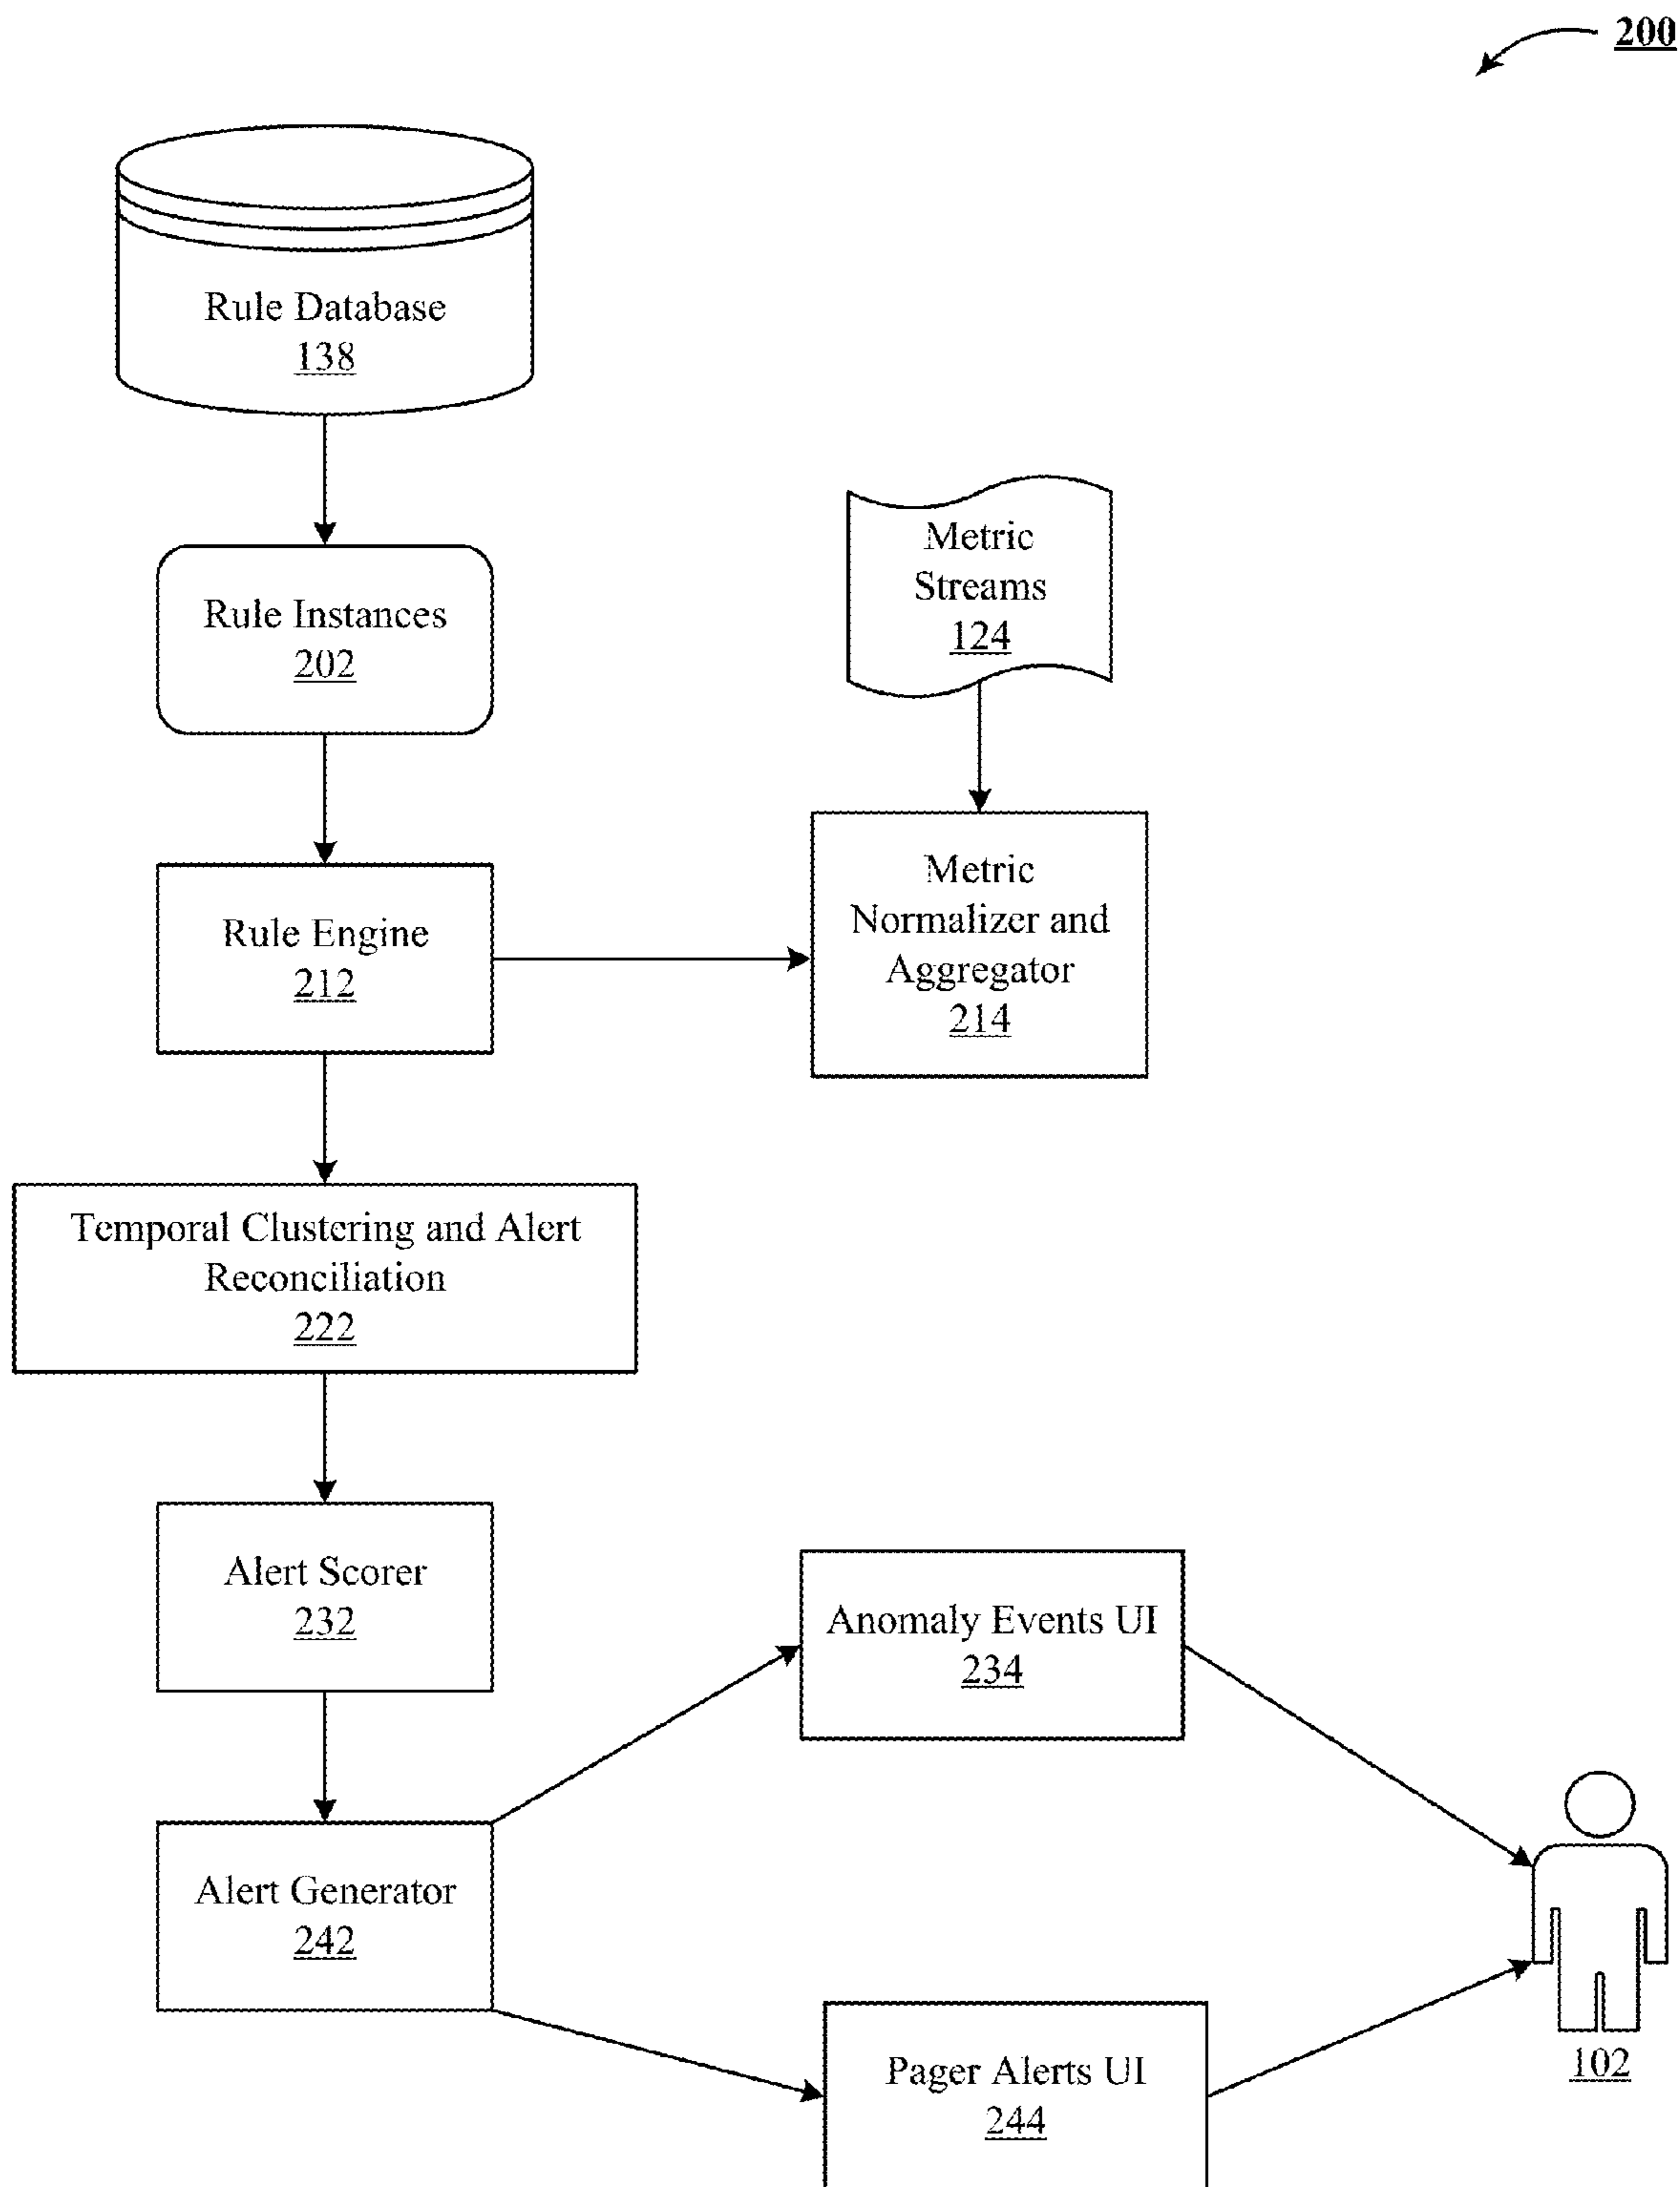 200
Rule Database
138
Rule Instances
202
Metric
Streams
124
Rule Engine
212
Metric
Normalizer and
Aggregator
214
Temporal Clustering and Alert
Reconciliation
222
Alert Scorer
232
Anomaly Events UI
234
Alert Generator
242
Pager Alerts UI
244
102